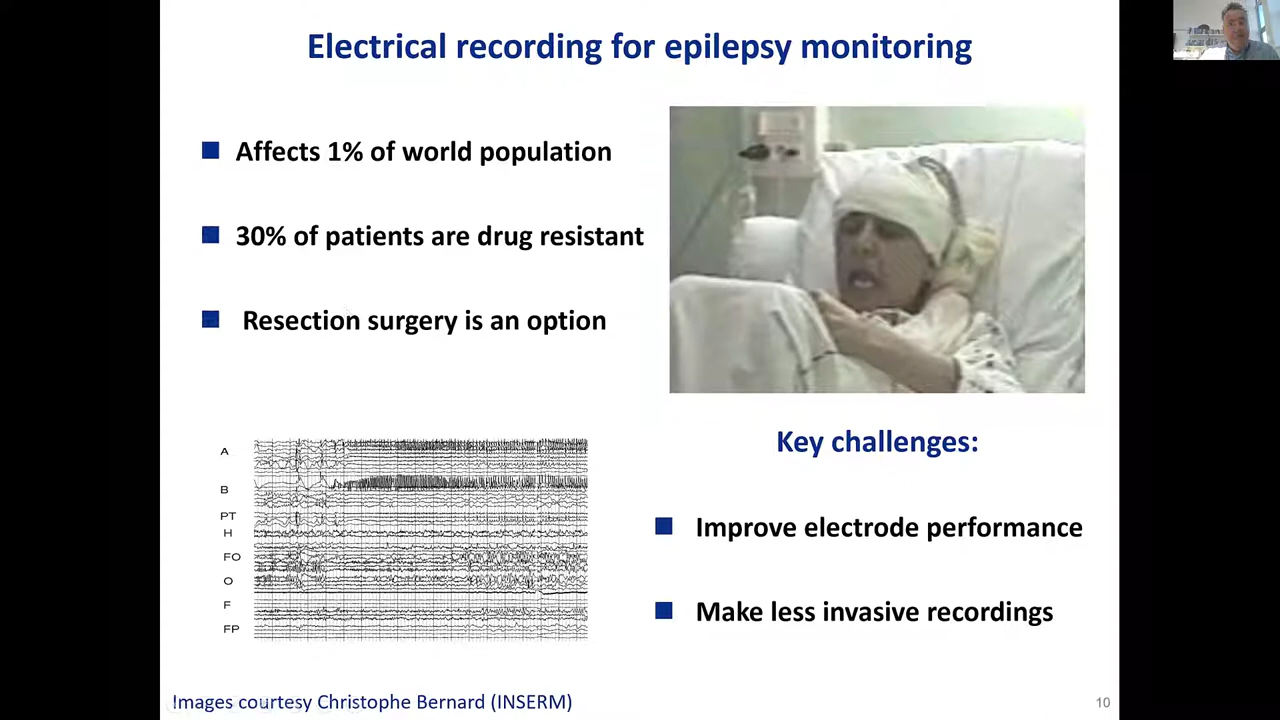 Electrical recording for epilepsy monitoring
Affects 1% of world population
30% of patients are drug resistant
Resection surgery is an option
A
B
PT
H
FO
O
F
FP
Key challenges:
Improve electrode performance
Make less invasive recordings
Images courtesy Christophe Bernard (INSERM)
10